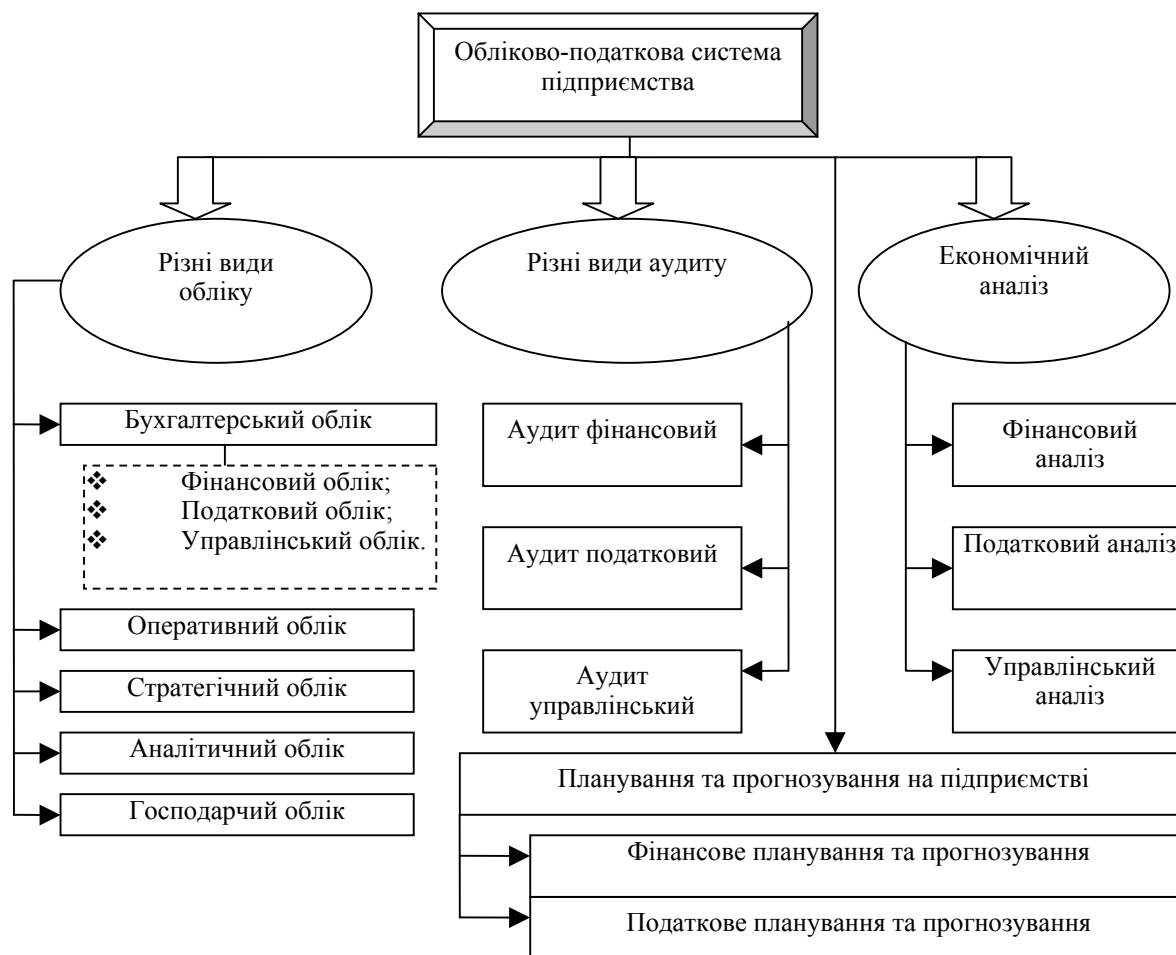 Обліково-податкова система
підприємства
Різні види
обліку
Різні види аудиту
Економічний
аналіз
Бухгалтерський облік
❖ Фінансовий облік;
❖ Податковий облік;
❖ Управлінський облік.
Оперативний облік
Стратегічний облік
Аналітичний облік
Господарчий облік
Аудит фінансовий
Аудит податковий
Аудит
управлінський
Фінансовий
аналіз
Податковий аналіз
Управлінський
аналіз
Планування та прогнозування на підприємстві
Фінансове планування та прогнозування
Податкове планування та прогнозування